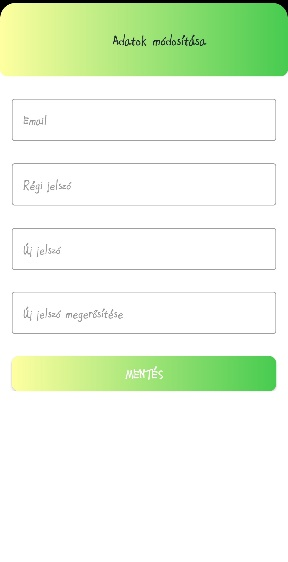 Adatok módosítása
Email
Régi jelszó
Új jelszó
Új jelszó megerősítése
MENTÉS